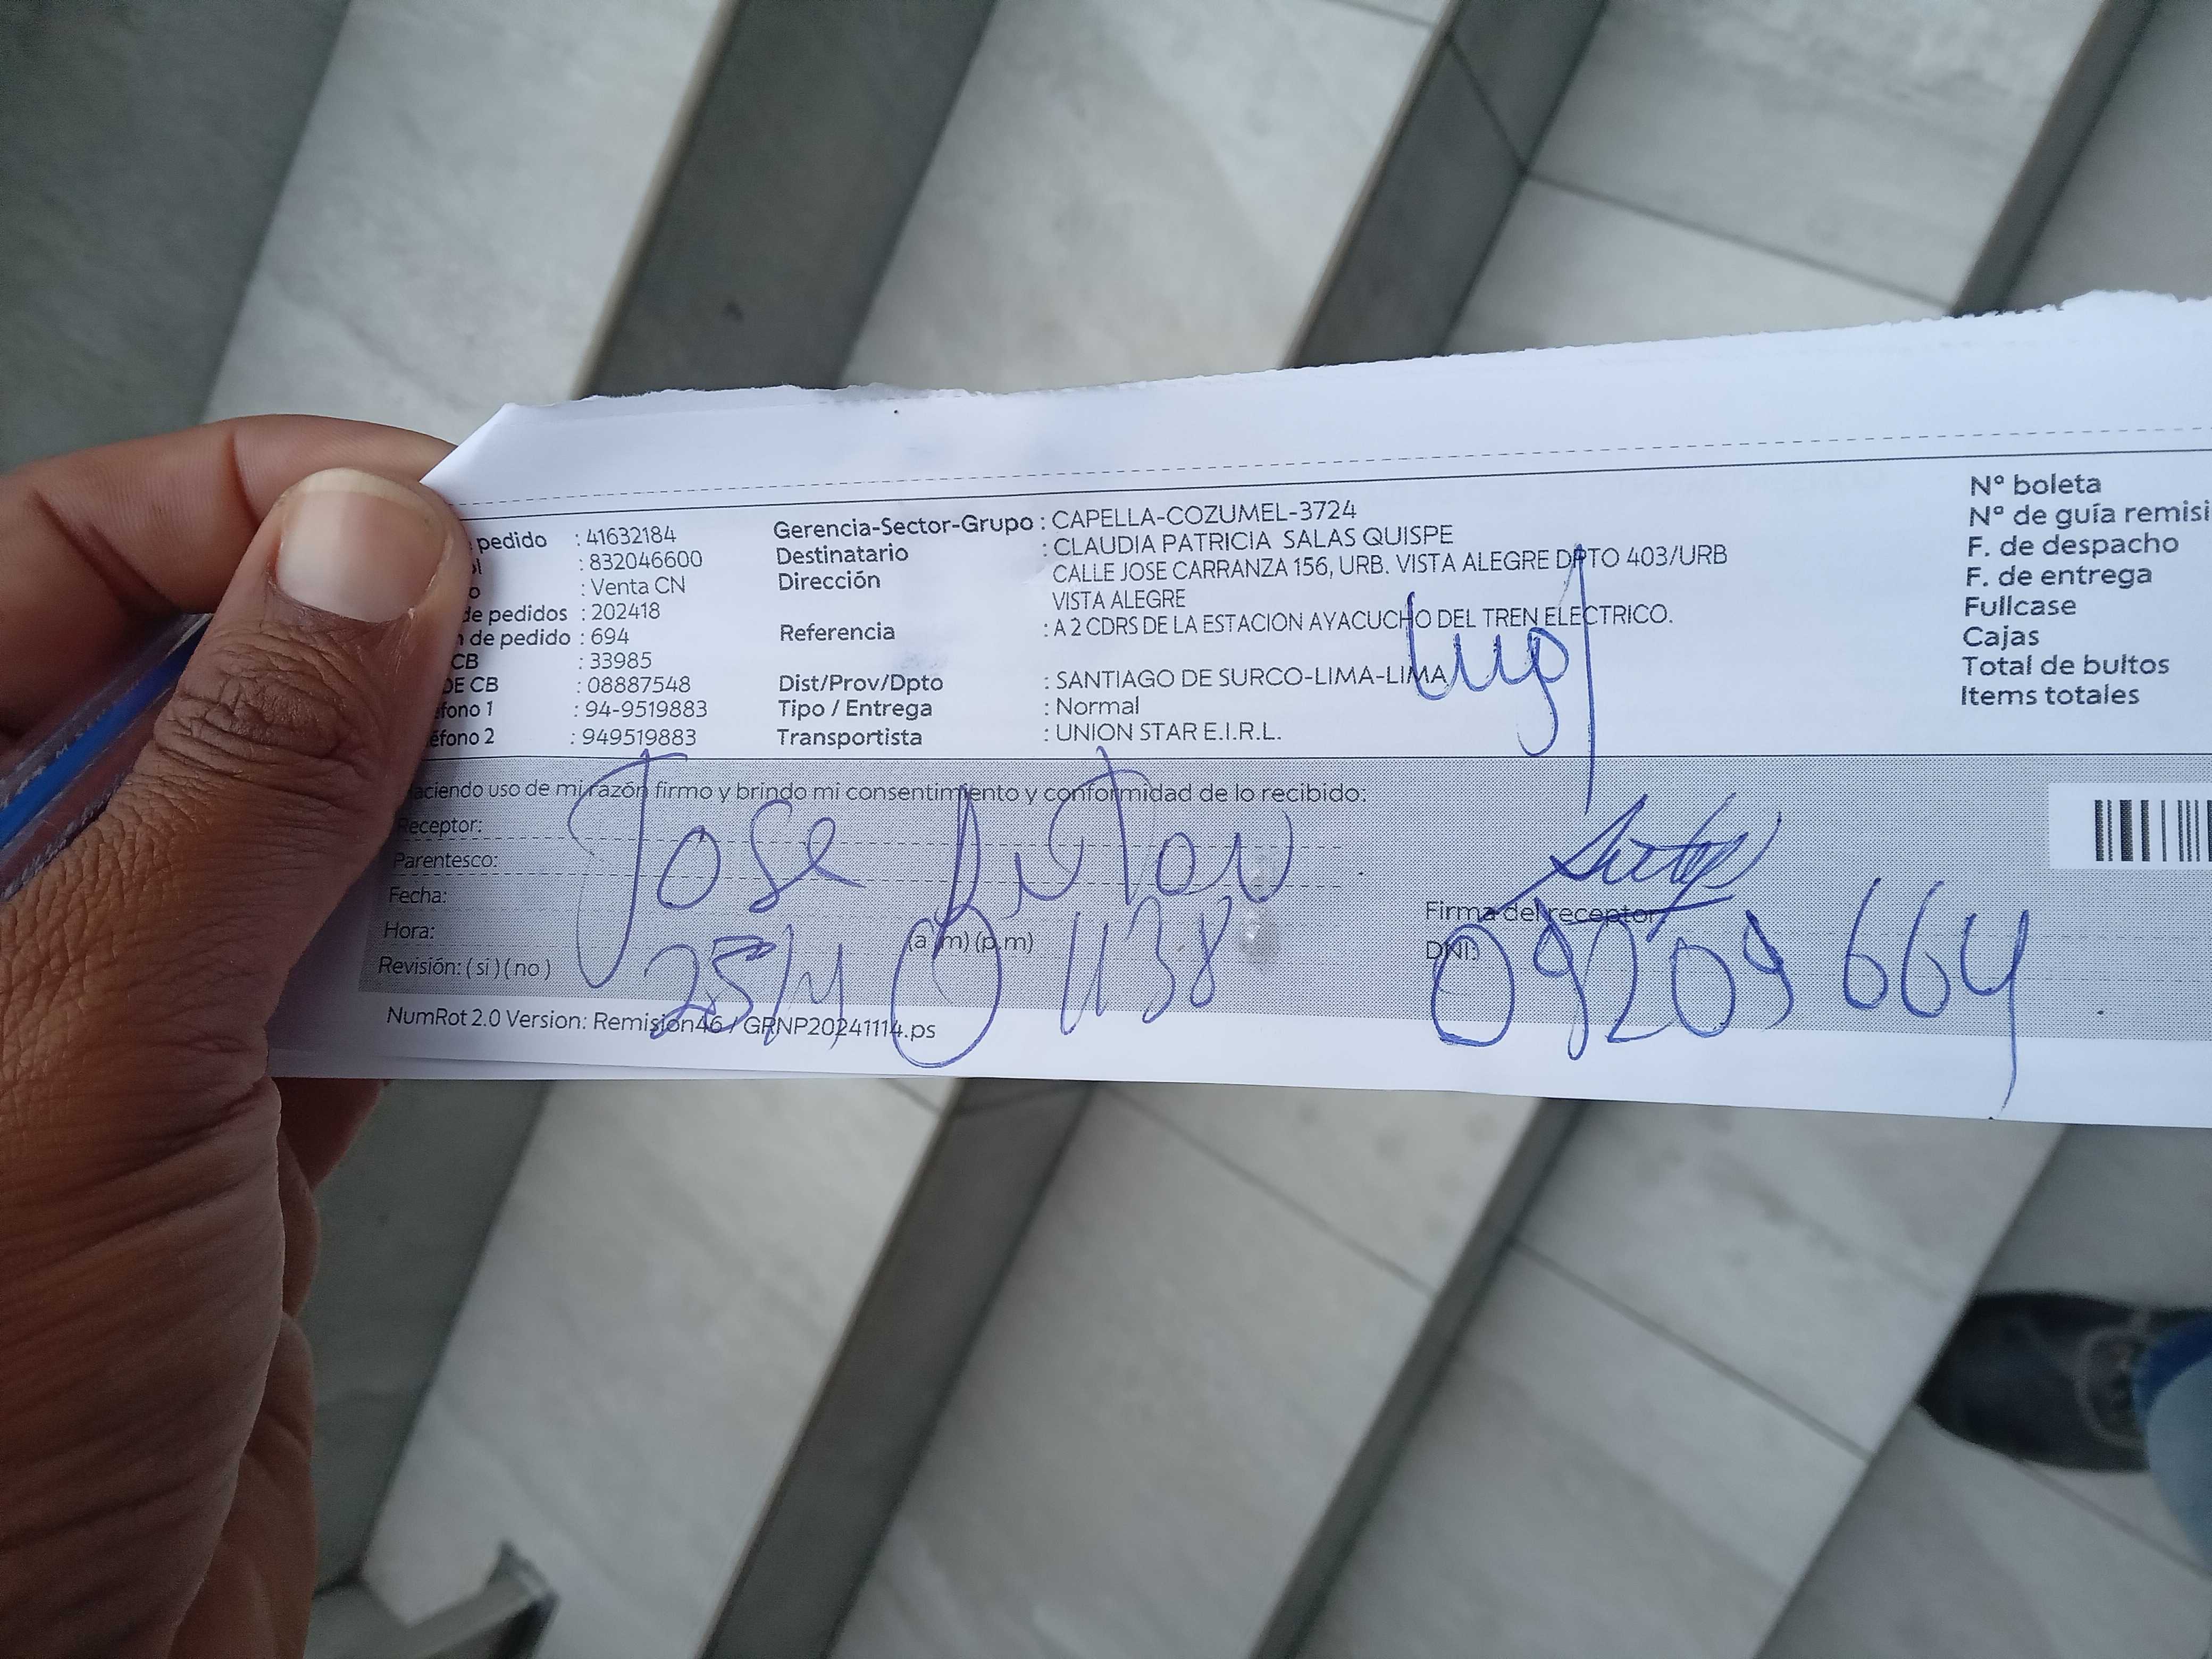 pedido : 41632184
: 832046600
o : Venta CN
de pedidos : 202418
n de pedido : 694
CB : 33985
DE CB : 08887548
éfono 1 : 94-9519883
éfono 2 : 949519883
Gerencia-Sector-Grupo : CAPELLA-COZUMEL-3724
Destinatario : CLAUDIA PATRICIA SALAS QUISPE
Dirección CALLE JOSE CARRANZA 156, URB. VISTA ALEGRE DPTO 403/URB
VISTA ALEGRE
Referencia : A 2 CDRS DE LA ESTACION AYACUCHO DEL TREN ELECTRICO.
Dist/Prov/Dpto : SANTIAGO DE SURCO-LIMA-LIMA
Tipo / Entrega : Normal
Transportista : UNION STAR E.I.R.L.
N° boleta
N° de guía remisi
F. de despacho
F. de entrega
Fullcase
Cajas
Total de bultos
Items totales
aciendo uso de mi razón firmo y brindo mi consentimiento y conformidad de lo recibido:
Receptor:
Jose
Parentesco:
Fecha:
Hora: (a.m) (p.m)
1138
Revisión: ( si ) ( no )
Firma del receptor
DNI:
09209664
NumRot 2.0 Version: Remision46 / GRNP20241114.ps